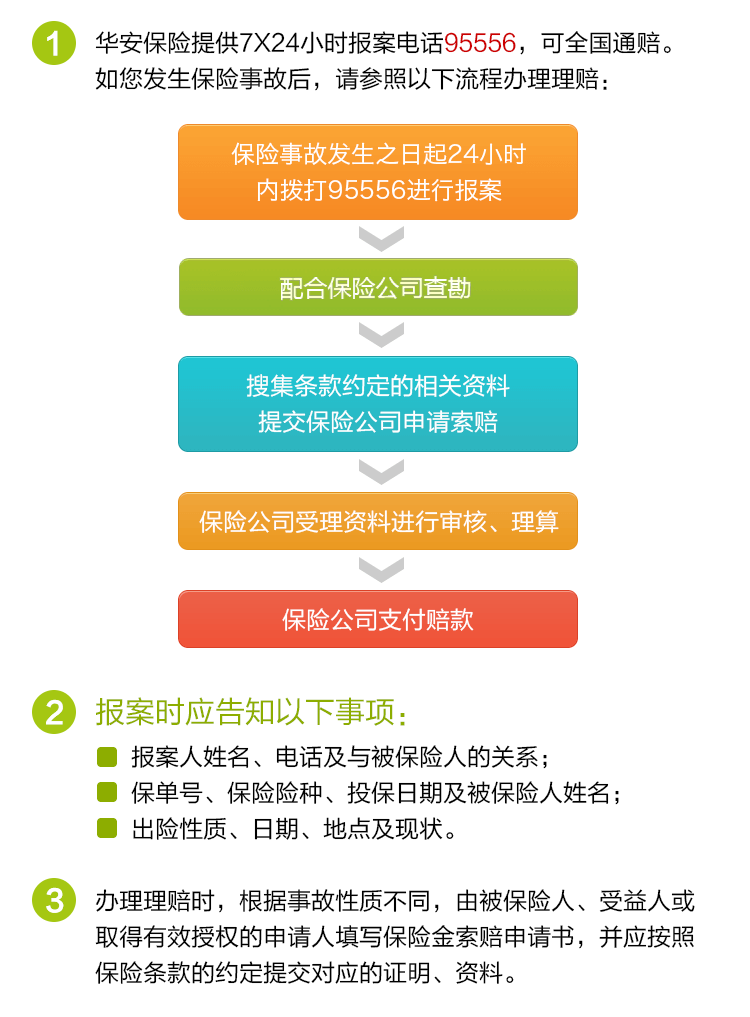 1 华安保险提供7X24小时报案电话95556，可全国通赔。
如您发生保险事故后，请参照以下流程办理理赔：
保险事故发生之日起24小时
内拨打95556进行报案
配合保险公司查勘
搜集条款约定的相关资料
提交保险公司申请索赔
保险公司受理资料进行审核、理算
保险公司支付赔款
2 报案时应告知以下事项：
报案人姓名、电话及与被保险人的关系；
保单号、保险险种、投保日期及被保险人姓名；
出险性质、日期、地点及现状。
3 办理理赔时，根据事故性质不同，由被保险人、受益人或
取得有效授权的申请人填写保险金索赔申请书，并应按照
保险条款的约定提交对应的证明、资料。